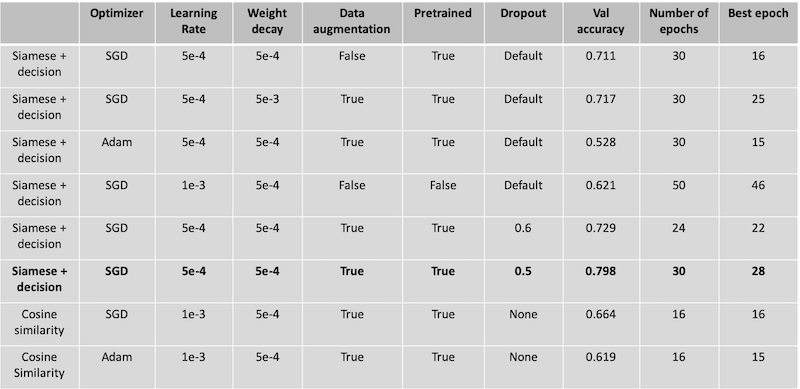 Optimizer Learning Rate Weight decay Data augmentation Pretrained Dropout Val accuracy Number of epochs Best epoch
Siamese + decision SGD 5e-4 5e-4 False True Default 0.711 30 16
Siamese + decision SGD 5e-4 5e-3 True True Default 0.717 30 25
Siamese + decision Adam 5e-4 5e-4 True True Default 0.528 30 15
Siamese + decision SGD 1e-3 5e-4 False False Default 0.621 50 46
Siamese + decision SGD 5e-4 5e-4 True True 0.6 0.729 24 22
Siamese + decision SGD 5e-4 5e-4 True True 0.5 0.798 30 28
Cosine similarity SGD 1e-3 5e-4 True True None 0.664 16 16
Cosine Similarity Adam 1e-3 5e-4 True True None 0.619 16 15